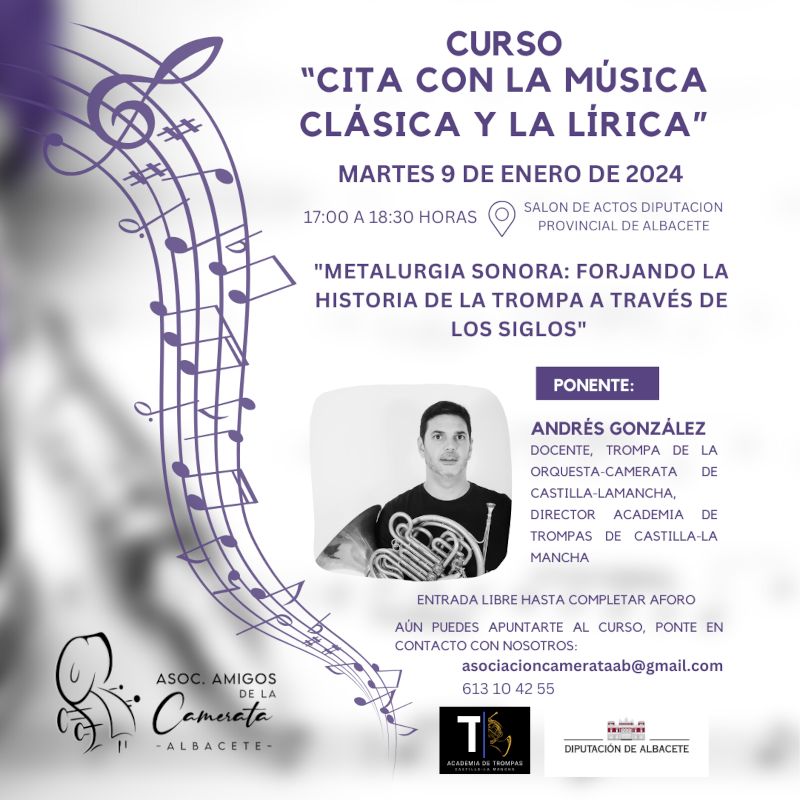 CURSO
“CITA CON LA MÚSICA
CLÁSICA Y LA LÍRICA”
MARTES 9 DE ENERO DE 2024
17:00 A 18:30 HORAS
SALON DE ACTOS DIPUTACION
PROVINCIAL DE ALBACETE
"METALURGIA SONORA: FORJANDO LA
HISTORIA DE LA TROMPA A TRAVÉS DE
LOS SIGLOS"
PONENTE:
ANDRÉS GONZÁLEZ
DOCENTE, TROMPA DE LA
ORQUESTA-CAMERATA DE
CASTILLA-LAMANCHA,
DIRECTOR ACADEMIA DE
TROMPAS DE CASTILLA-LA
MANCHA
ENTRADA LIBRE HASTA COMPLETAR AFORO
AÚN PUEDES APUNTARTE AL CURSO, PONTE EN
CONTACTO CON NOSOTROS:
asociacioncamerataab@gmail.com
613 10 42 55
ASOC. AMIGOS
DE LA
Camerata
-ALBACETE-
T
ACADEMIA DE TROMPAS
CASTILLA-LA MANCHA
DIPUTACIÓN DE ALBACETE